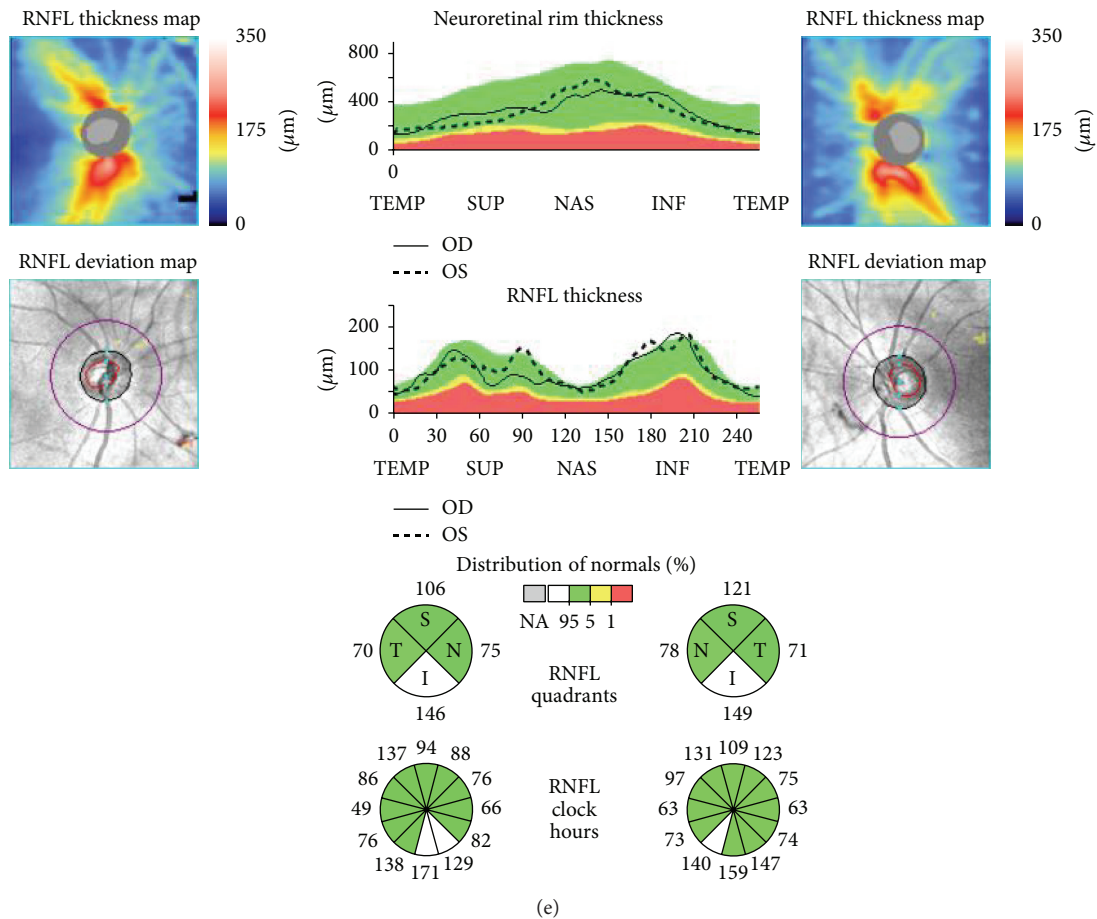 RNFL thickness map
350
175
0
(μm)
Neuroretinal rim thickness
800
400
0
(μm)
0
TEMP SUP NAS INF TEMP
OD
OS
RNFL thickness map
350
175
0
(μm)
RNFL deviation map
RNFL thickness
200
100
0
(μm)
0 30 60 90 120 150 180 210 240
TEMP SUP NAS INF TEMP
OD
OS
RNFL deviation map
Distribution of normals (%)
NA 95 5 1
106
S
70 T N 75
I
146
RNFL
quadrants
121
S
78 N T 71
I
149
137 94 88
86 76
49 66
76 82
138 171 129
RNFL
clock
hours
131 109 123
97 75
63 63
73 74
140 159 147
(e)